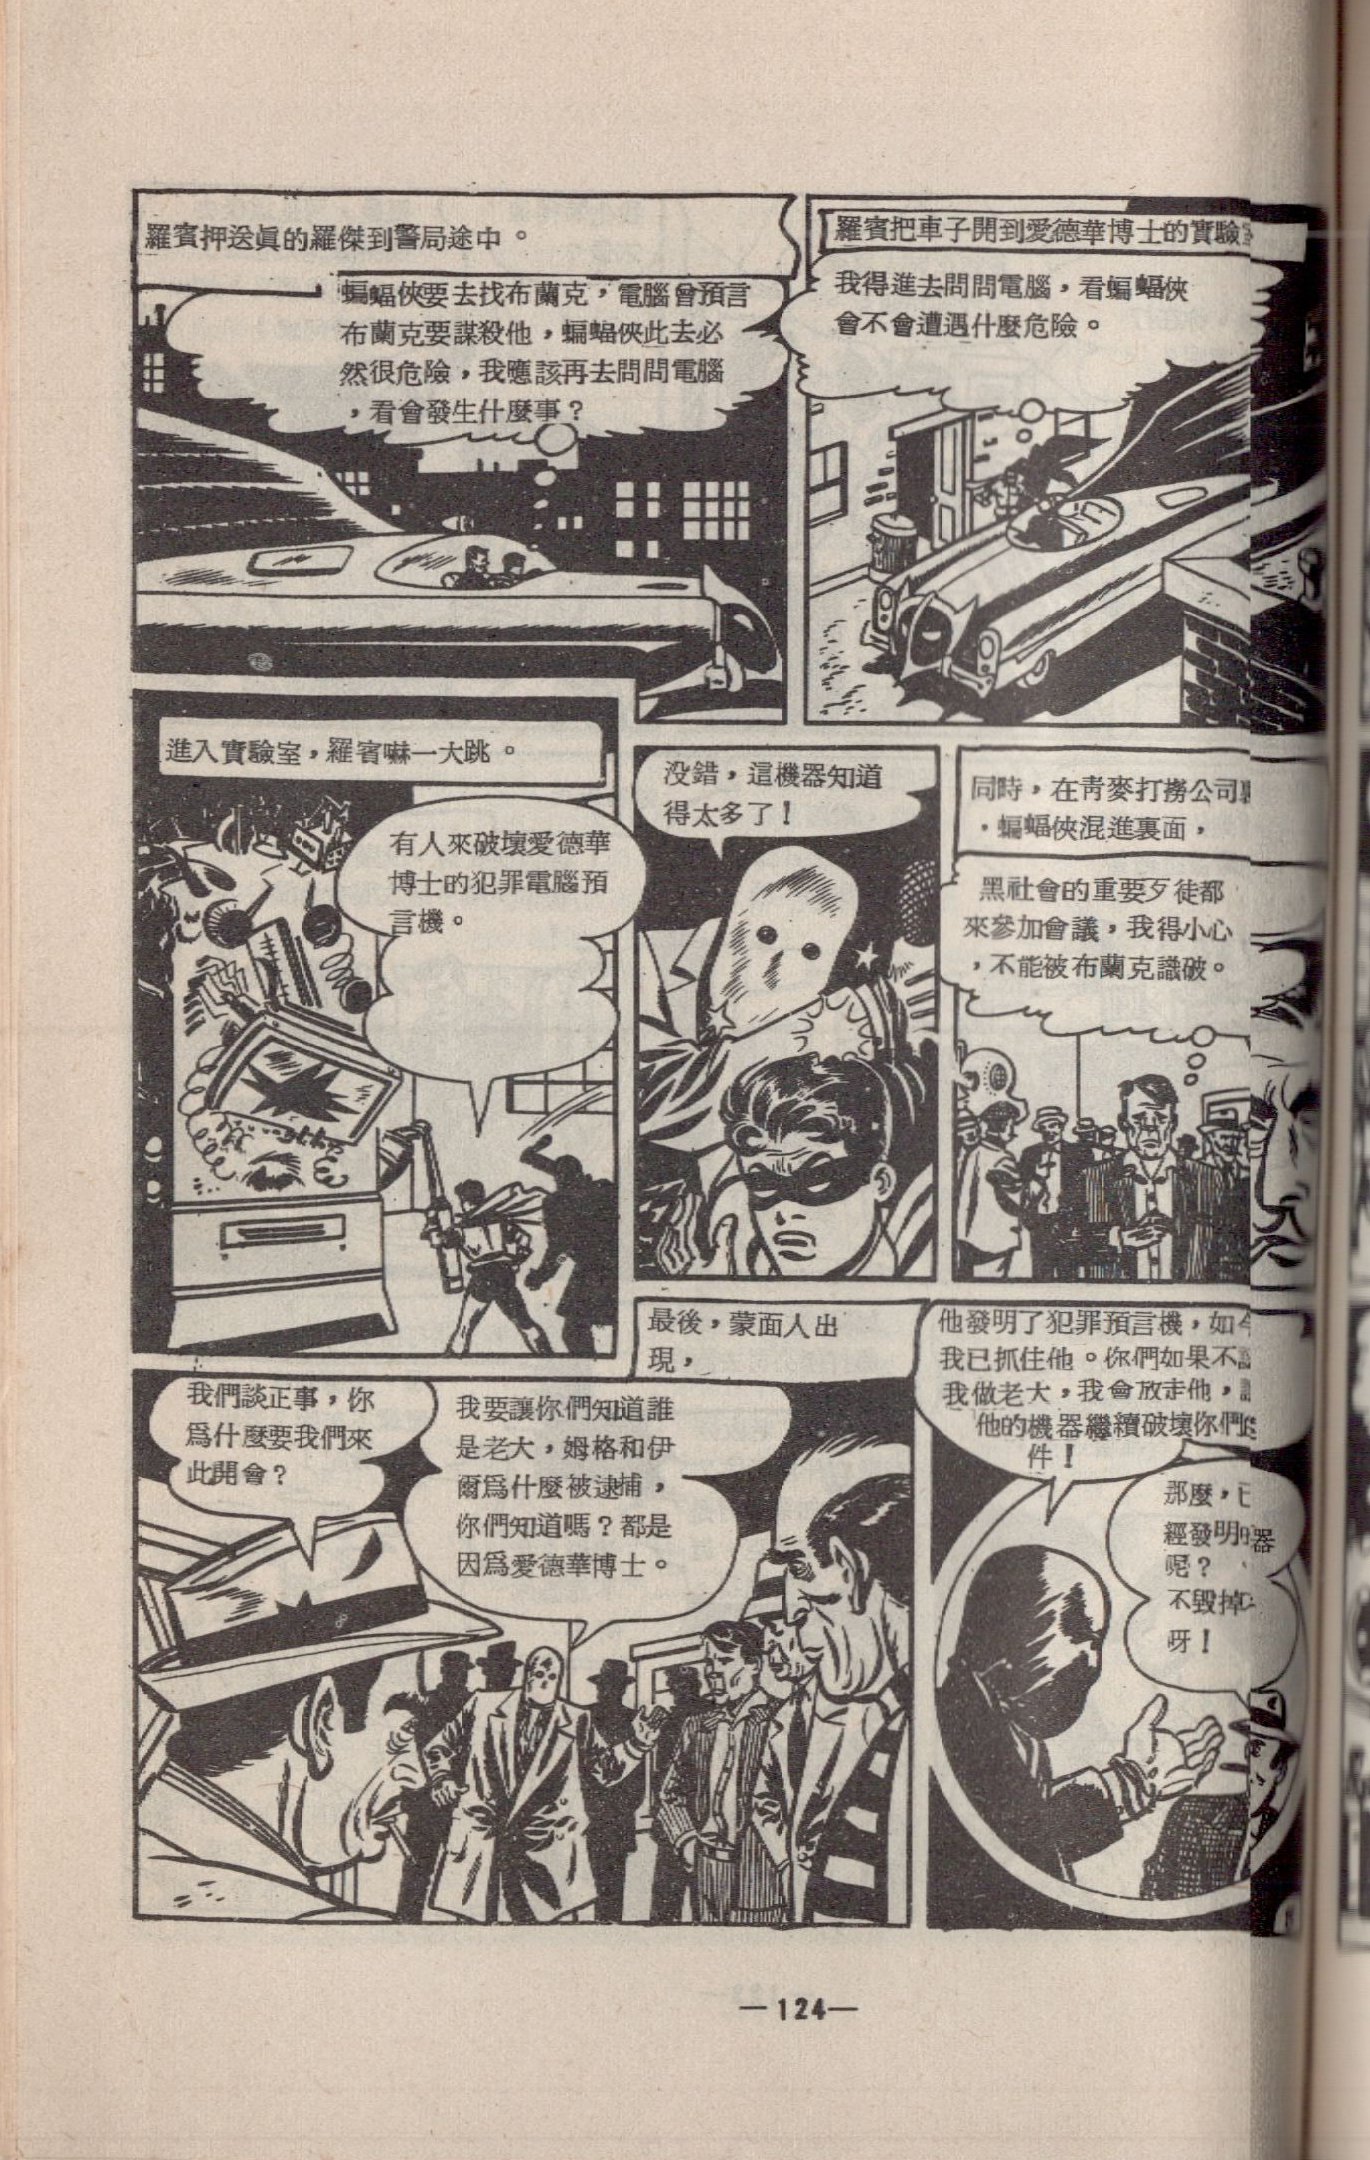 羅賓押送眞的羅傑到警局途中。
蝙蝠俠要去找布蘭克，電腦曾預言
布蘭克要謀殺他，蝙蝠俠此去必
然很危險，我應該再去問問電腦
，看會發生什麼事？
羅賓把車子開到愛德華博士的實驗
我得進去問問電腦，看蝙蝠俠
會不會遭遇什麼危險。
進入實驗室，羅賓嚇一大跳。
有人來破壞愛德華
博士的犯罪電腦預
言機。
没錯，這機器知道
得太多了！
同時，在靑麥打撈公司
，蝙蝠俠混進裏面，
黑社會的重要歹徒都
來參加會議，我得小心
，不能被布蘭克識破。
最後，蒙面人出
現，
我們談正事，你
爲什麼要我們來
此開會？
我要讓你們知道誰
是老大，姆格和伊
爾爲什麼被逮捕，
你們知道嗎？都是
因爲愛德華博士。
他發明了犯罪預言機，如
我已抓住他。你們如果不
我做老大，我會放走他，
他的機器繼續破壞你們
件！
那麼，已
經發明
器
呢？
不毀掉
呀！
—124—